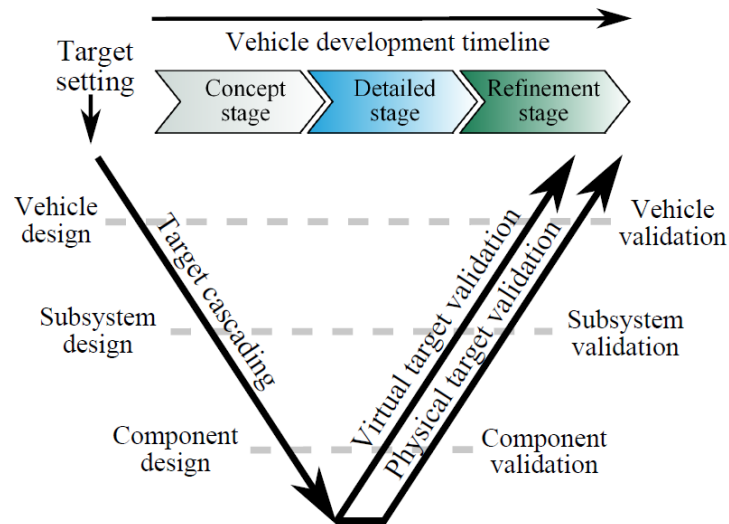 Vehicle development timeline
Target
setting
Concept
stage
Detailed
stage
Refinement
stage
Vehicle
design
Target cascading
Virtual target validation
Physical target validation
Vehicle
validation
Subsystem
design
Subsystem
validation
Component
design
Component
validation